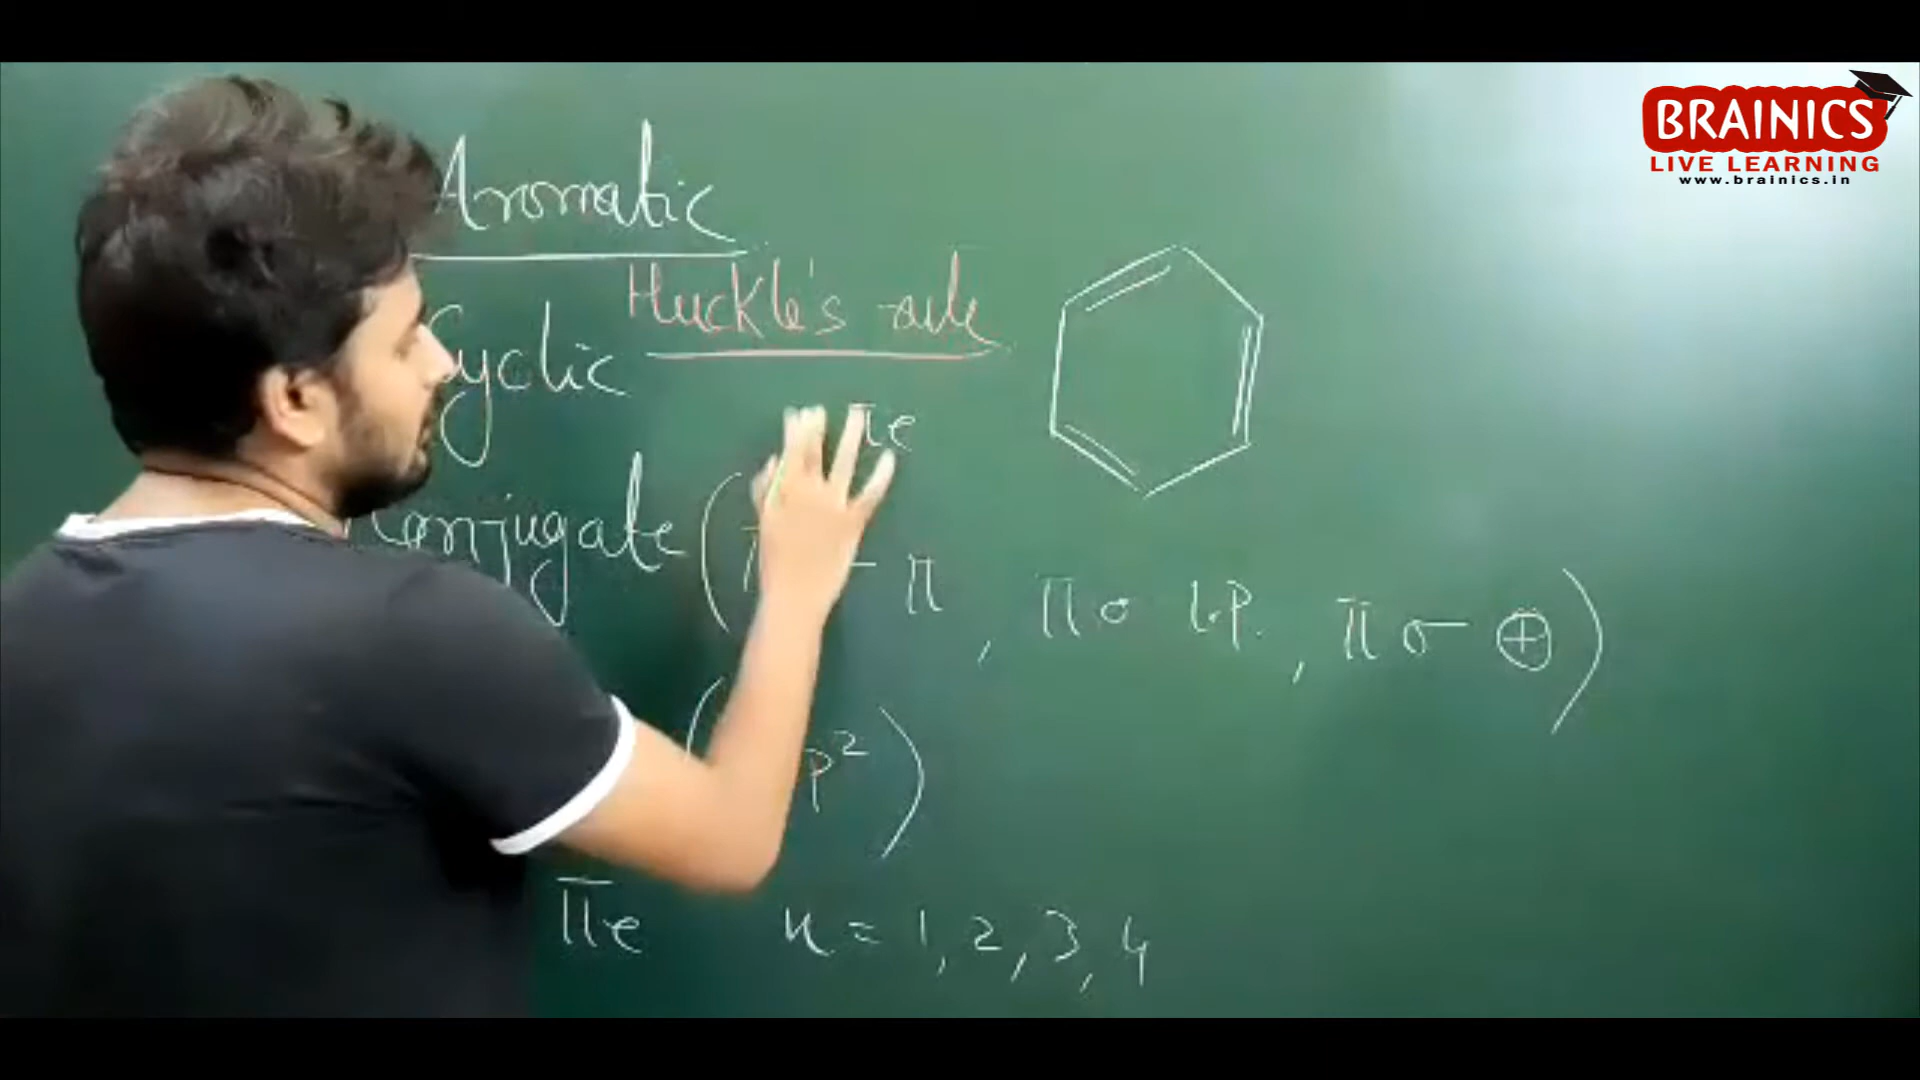 BRAINICS
LIVE LEARNING
www.brainics.in
Aromatic
Huckle's rule
Cyclic
πe
Conjugate ( π - π , π σ l.p. , π σ - ⊕ )
( p² )
πe n = 1, 2, 3, 4